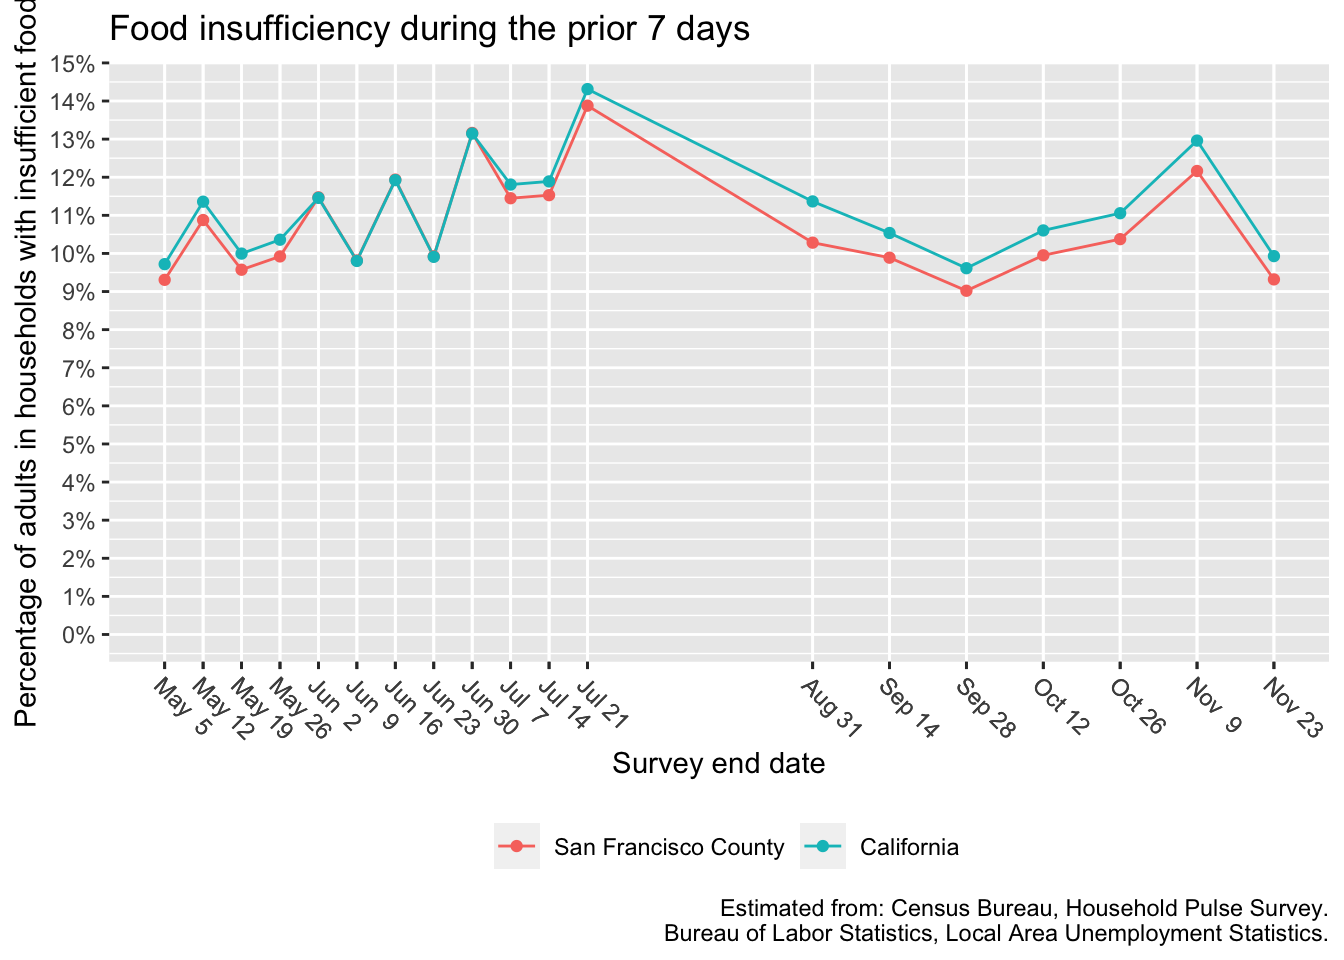 Food insufficiency during the prior 7 days
Percentage of adults in households with insufficient food
15%
14%
13%
12%
11%
10%
9%
8%
7%
6%
5%
4%
3%
2%
1%
0%
May 5
May 12
May 19
May 26
Jun 2
Jun 9
Jun 16
Jun 23
Jun 30
Jul 7
Jul 14
Jul 21
Aug 31
Sep 14
Sep 28
Oct 12
Oct 26
Nov 9
Nov 23
Survey end date
San Francisco County
California
Estimated from: Census Bureau, Household Pulse Survey.
Bureau of Labor Statistics, Local Area Unemployment Statistics.